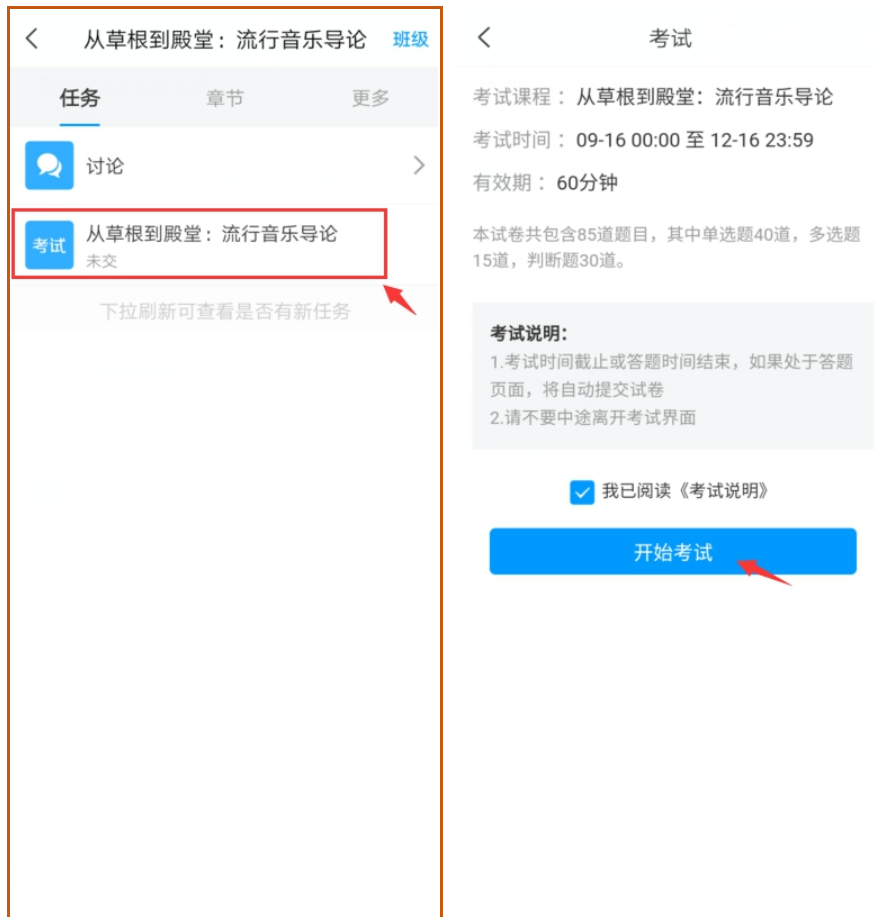 从草根到殿堂：流行音乐导论 班级
任务 章节 更多
讨论
考试
从草根到殿堂：流行音乐导论
未交
下拉刷新可查看是否有新任务
考试
考试课程： 从草根到殿堂：流行音乐导论
考试时间： 09-16 00:00 至 12-16 23:59
有效期： 60分钟
本试卷共包含85道题目，其中单选题40道，多选题
15道，判断题30道。
考试说明：
1.考试时间截止或答题时间结束，如果处于答题
页面，将自动提交试卷
2.请不要中途离开考试界面
我已阅读《考试说明》
开始考试